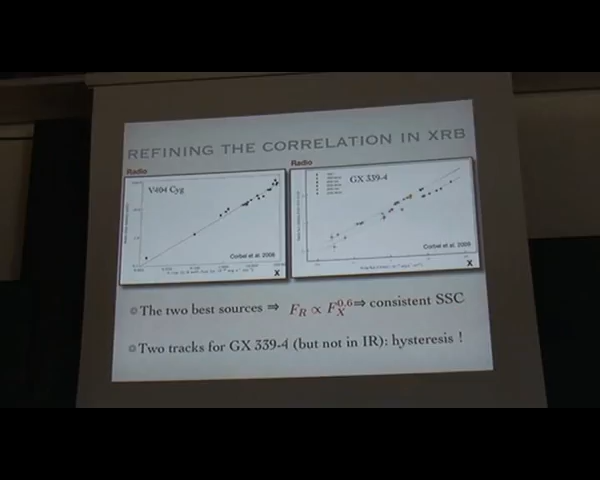 REFINING THE CORRELATION IN XRB
Radio
Radio
V404 Cyg
GX 339-4
Corbel et al. 2008
Corbel et al. 2009
X
X
The two best sources ⇒ F_R ∝ F_X^0.6 ⇒ consistent SSC
Two tracks for GX 339-4 (but not in IR): hysteresis !